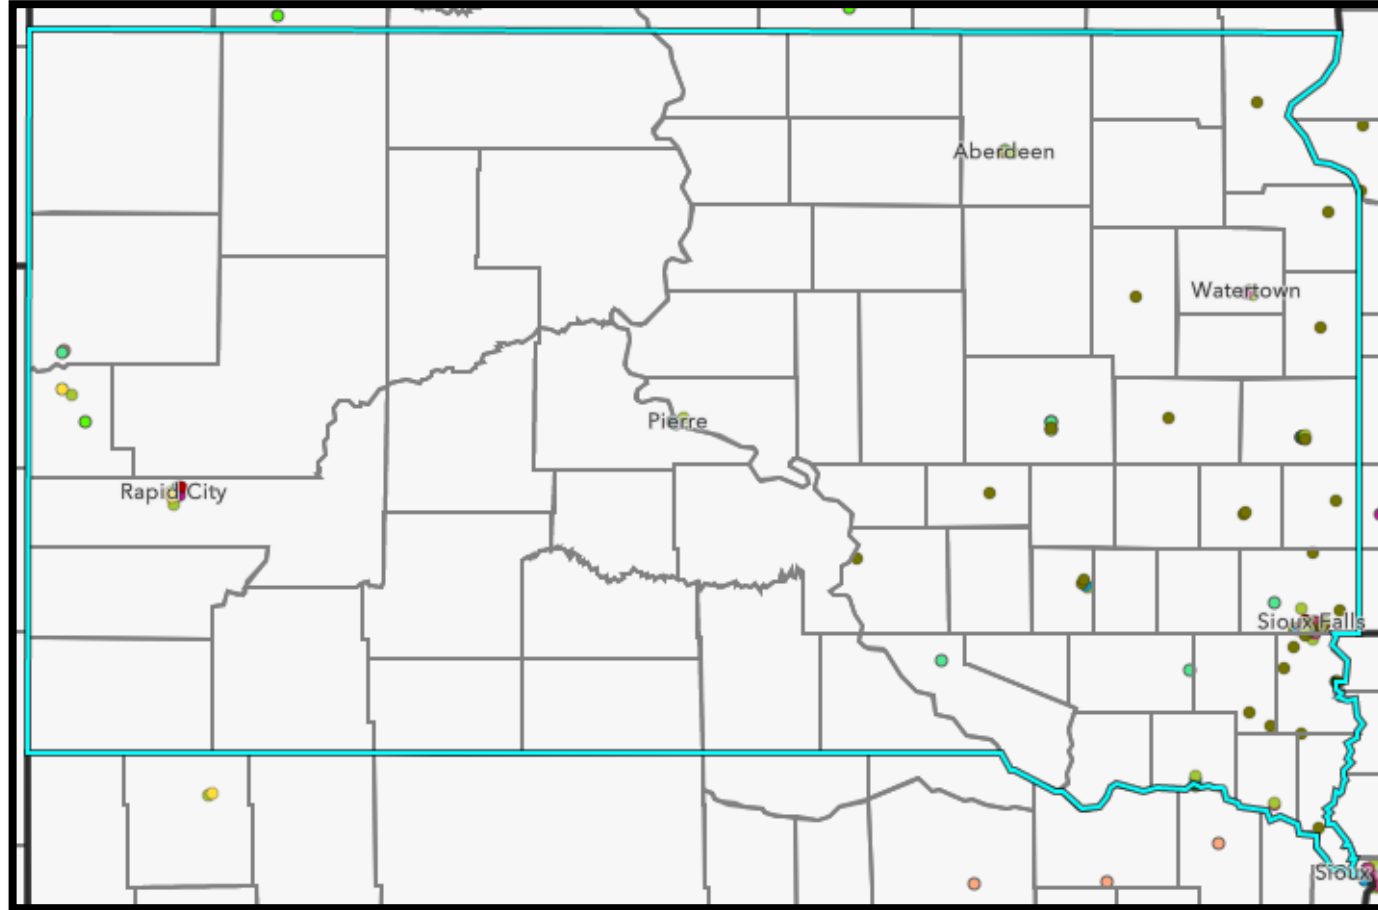 Aberdeen
Watertown
Pierre
Rapid City
Sioux Falls
Sioux